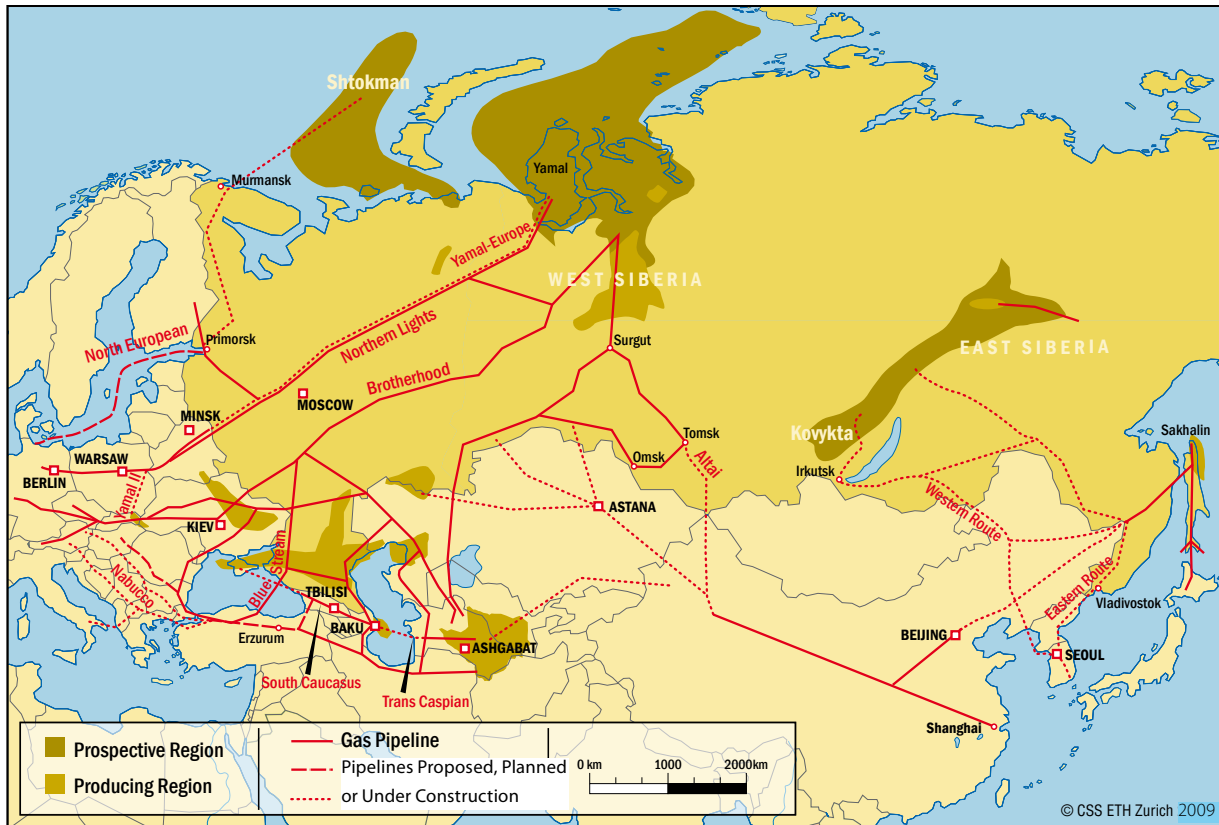 Shtokman
Murmansk
Yamal
Yamal-Europe
WEST SIBERIA
North European
Primorsk
Northern Lights
Surgut
EAST SIBERIA
Brotherhood
MOSCOW
MINSK
Kovykta
Sakhalin
Tomsk
WARSAW
BERLIN
Omsk
Altai
Irkutsk
Yamal II
ASTANA
Western Route
KIEV
Blue Stream
Nabucco
TBILISI
Eastern Route
Vladivostok
Erzurum
BAKU
ASHGABAT
BEIJING
SEOUL
South Caucasus
Trans Caspian
Shanghai
Prospective Region
Producing Region
Gas Pipeline
Pipelines Proposed, Planned
or Under Construction
0 km 1000 2000km
© CSS ETH Zurich 2009